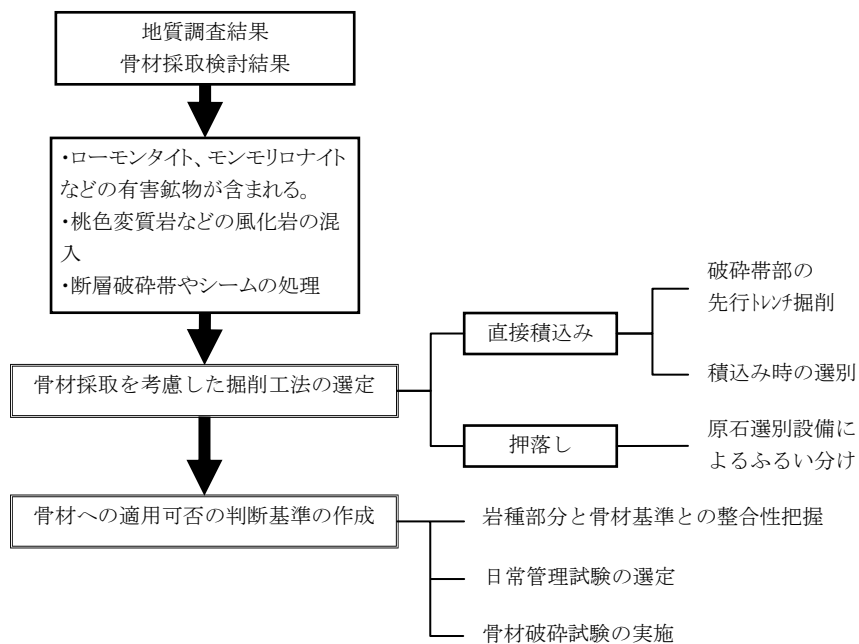 地質調査結果
骨材採取検討結果
・ローモンタイト、モンモリロナイト
などの有害鉱物が含まれる。
・桃色変質岩などの風化岩の混
入
・断層破砕帯やシームの処理
骨材採取を考慮した掘削工法の選定
直接積込み
破砕帯部の
先行トレンチ掘削
積込み時の選別
押落し
原石選別設備に
よるふるい分け
骨材への適用可否の判断基準の作成
岩種部分と骨材基準との整合性把握
日常管理試験の選定
骨材破砕試験の実施